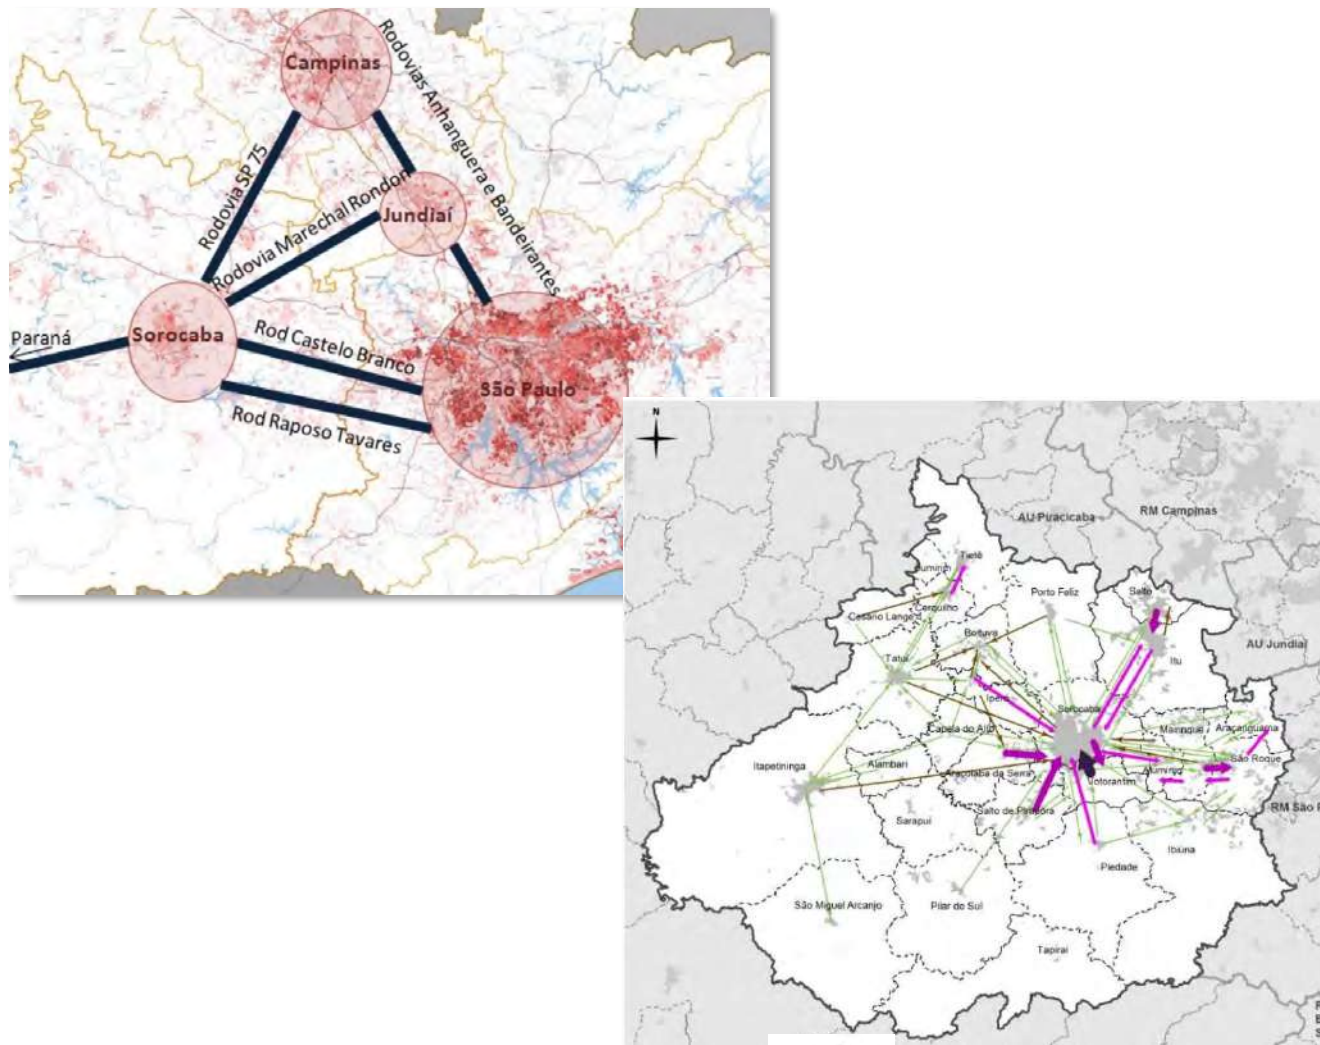 Campinas
Rodovias Anhanguera e Bandeirantes
Rodovia SP 75
Rodovia Marechal Rondon
Jundiaí
Paraná
Sorocaba
Rod Castelo Branco
São Paulo
Rod Raposo Tavares
N
AU Piracicaba
RM Campinas
Tietê
Jumirim
Cerquilho
Cesário Lange
Porto Feliz
Salto
Boituva
Tatuí
Itu
AU Jundiaí
Iperó
Sorocaba
Capela do Alto
Mairinque
Araçariguama
Itapetininga
Alambari
Araçoiaba da Serra
Votorantim
Alumínio
São Roque
Sarapuí
Salto de Pirapora
RM São P
Ibiúna
Piedade
São Miguel Arcanjo
Pilar do Sul
Tapiraí